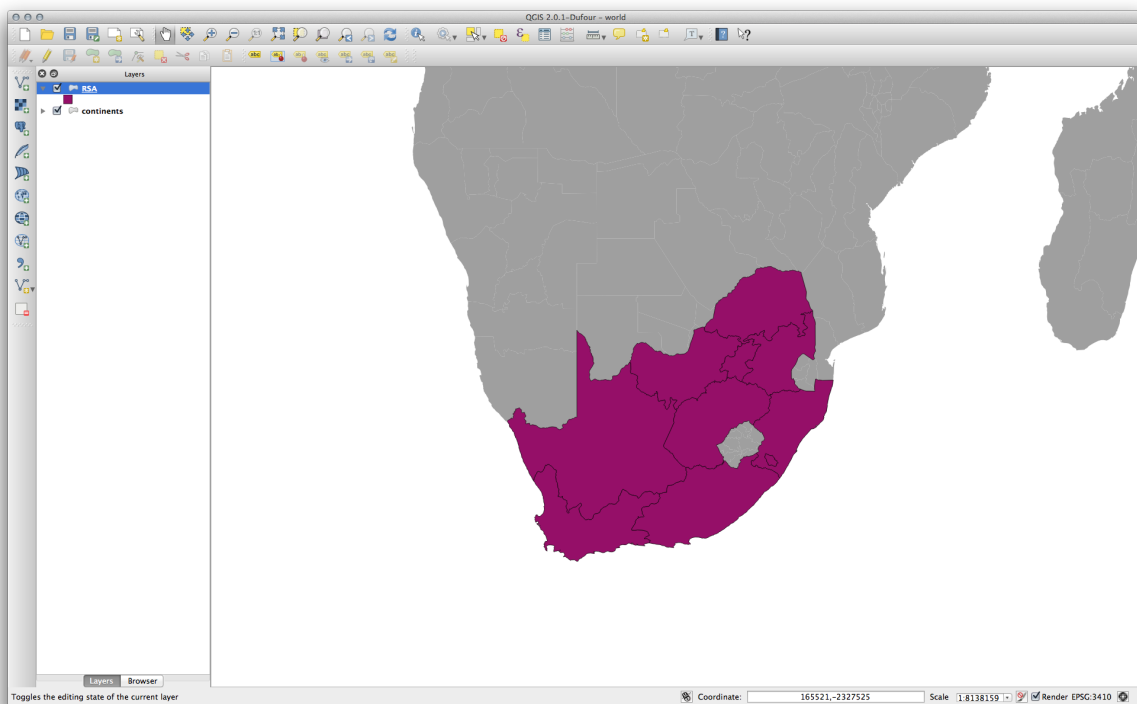 QGIS 2.0.1-Dufour - world
Layers
RSA
continents
Layers Browser
Toggles the editing state of the current layer
Coordinate: 165521,-2327525 Scale 1:8138159 Render EPSG:3410